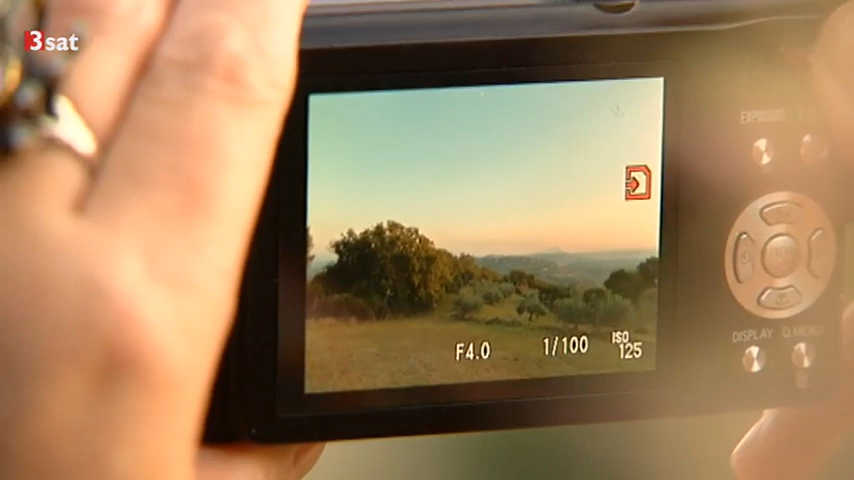 3sat
EXPOSURE
F4.0 1/100 ISO 125
DISPLAY Q.MENU